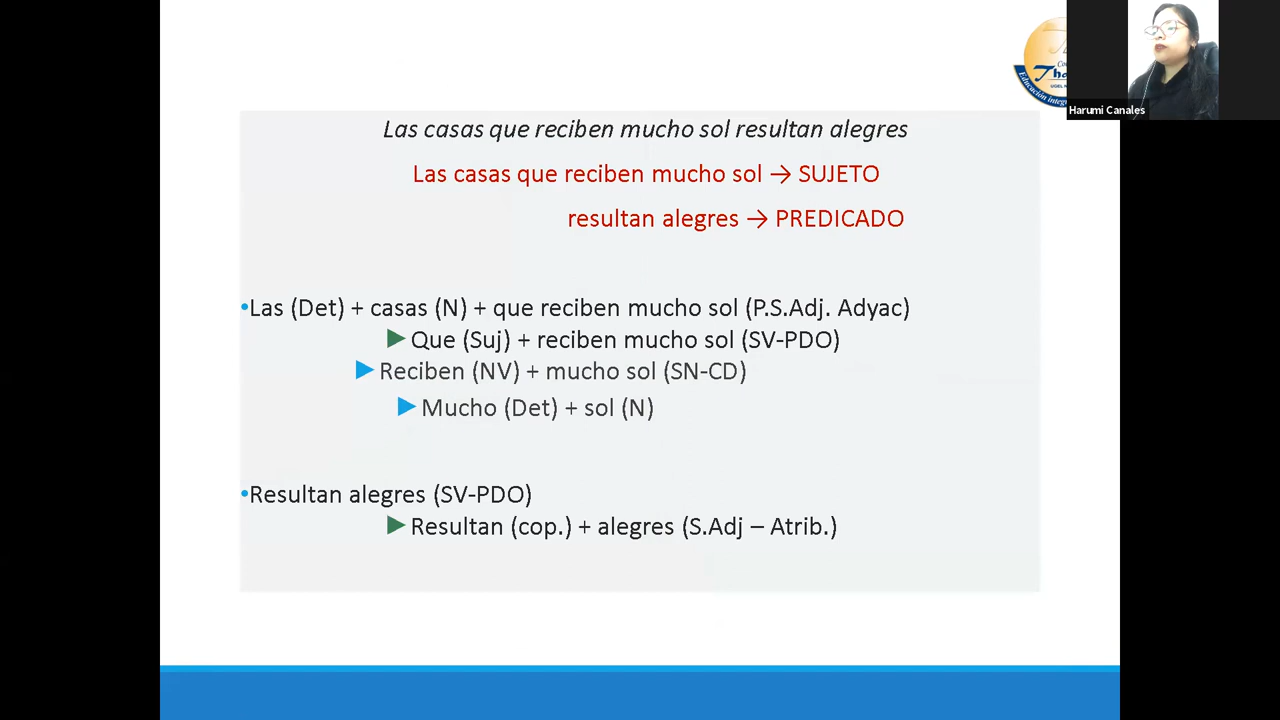 Harumi Canales
Las casas que reciben mucho sol resultan alegres
Las casas que reciben mucho sol → SUJETO
resultan alegres → PREDICADO
•Las (Det) + casas (N) + que reciben mucho sol (P.S.Adj. Adyac)
▶Que (Suj) + reciben mucho sol (SV-PDO)
▶Reciben (NV) + mucho sol (SN-CD)
▶Mucho (Det) + sol (N)
•Resultan alegres (SV-PDO)
▶Resultan (cop.) + alegres (S.Adj – Atrib.)